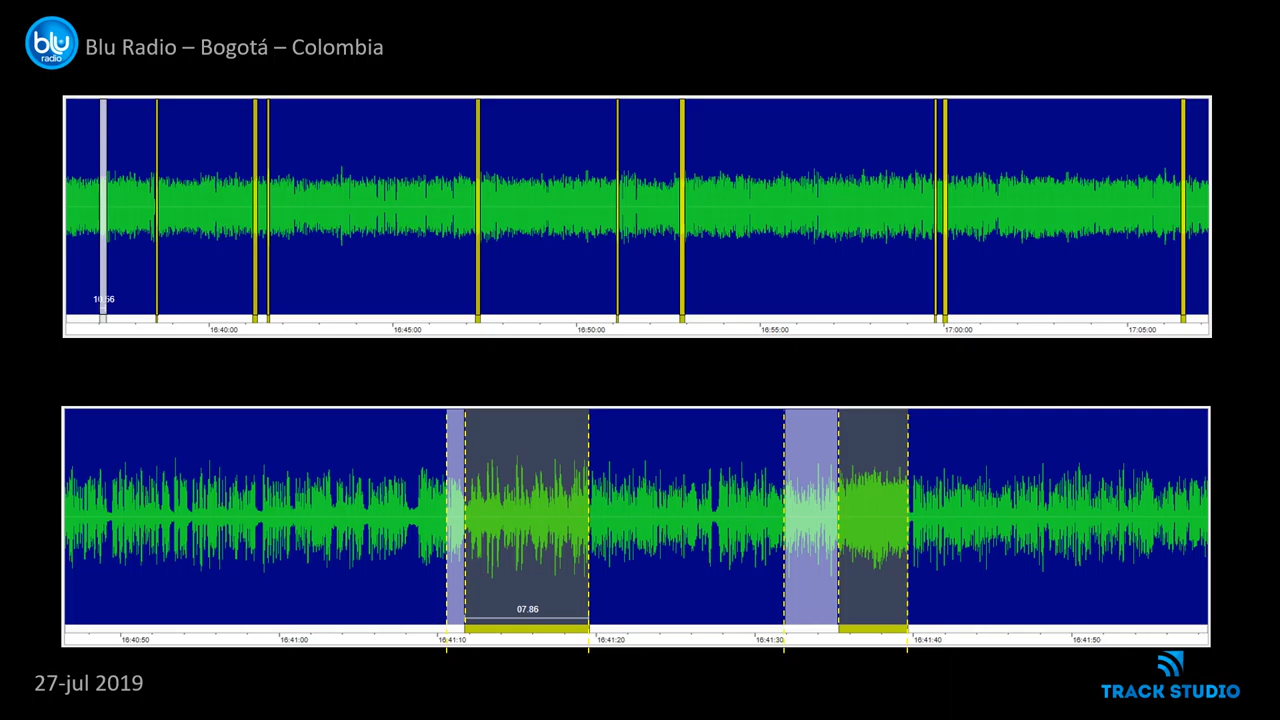 blu
radio
Blu Radio – Bogotá – Colombia
10.56
16:40:00 16:45:00 16:50:00 16:55:00 17:00:00 17:05:00
07.86
16:40:50 16:41:00 16:41:10 16:41:20 16:41:30 16:41:40 16:41:50
27-jul 2019
TRACK STUDIO